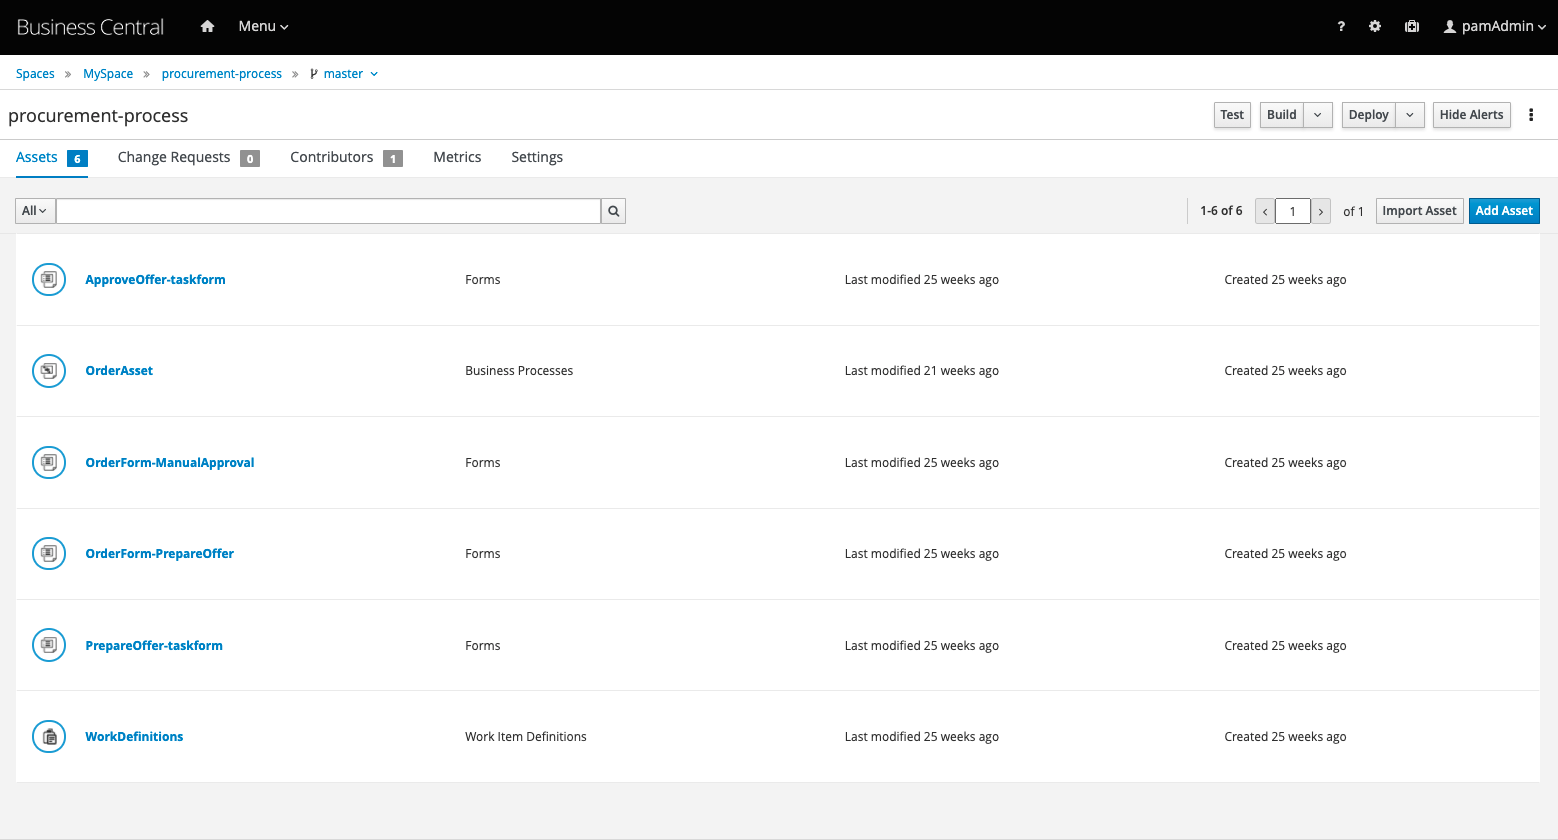 Business Central Menu ? pamAdmin
Spaces » MySpace » procurement-process » master
procurement-process Test Build Deploy Hide Alerts
Assets 6 Change Requests 0 Contributors 1 Metrics Settings
All 1-6 of 6 < 1 > of 1 Import Asset Add Asset
ApproveOffer-taskform Forms Last modified 25 weeks ago Created 25 weeks ago
OrderAsset Business Processes Last modified 21 weeks ago Created 25 weeks ago
OrderForm-ManualApproval Forms Last modified 25 weeks ago Created 25 weeks ago
OrderForm-PrepareOffer Forms Last modified 25 weeks ago Created 25 weeks ago
PrepareOffer-taskform Forms Last modified 25 weeks ago Created 25 weeks ago
WorkDefinitions Work Item Definitions Last modified 25 weeks ago Created 25 weeks ago